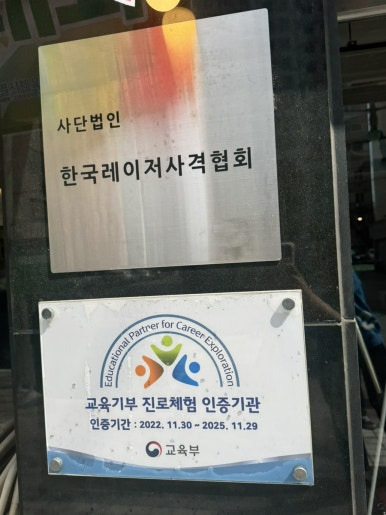 사단법인
한국레이저사격협회
Educational Partner for Career Exploration
교육기부 진로체험 인증기관
인증기간 : 2022. 11.30 ~ 2025. 11.29
교육부